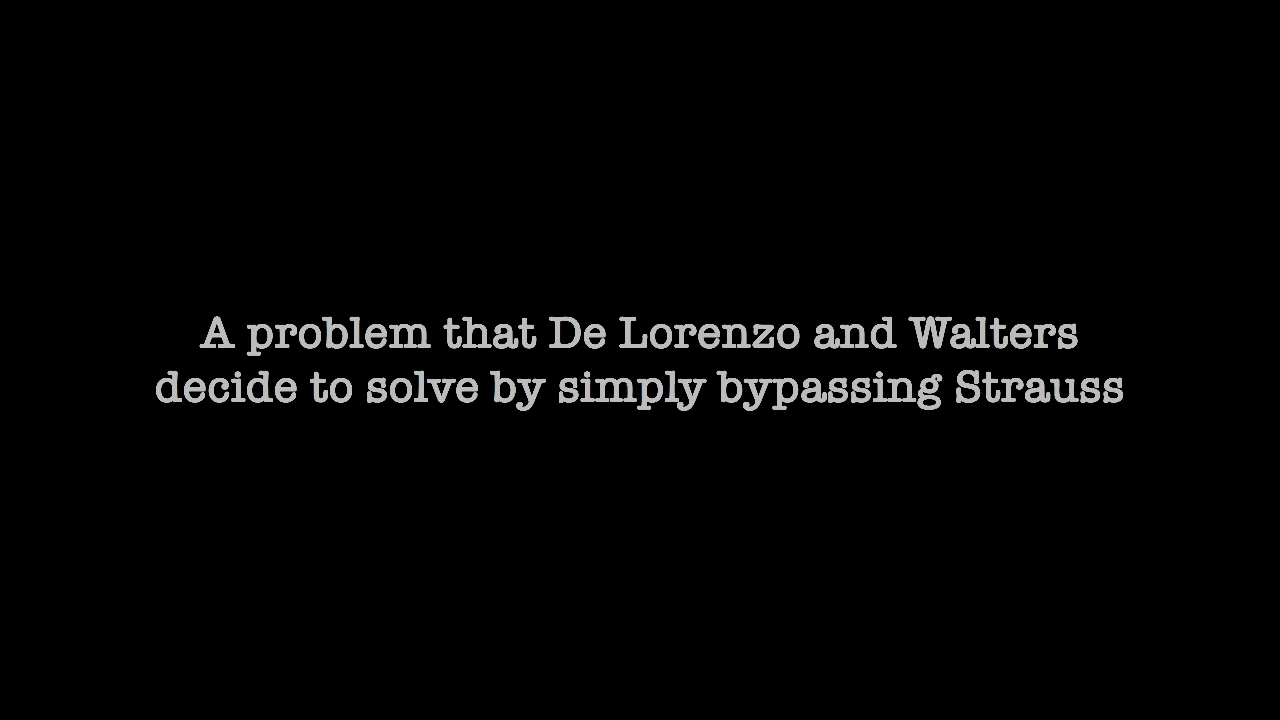 A problem that De Lorenzo and Walters
decide to solve by simply bypassing Strauss